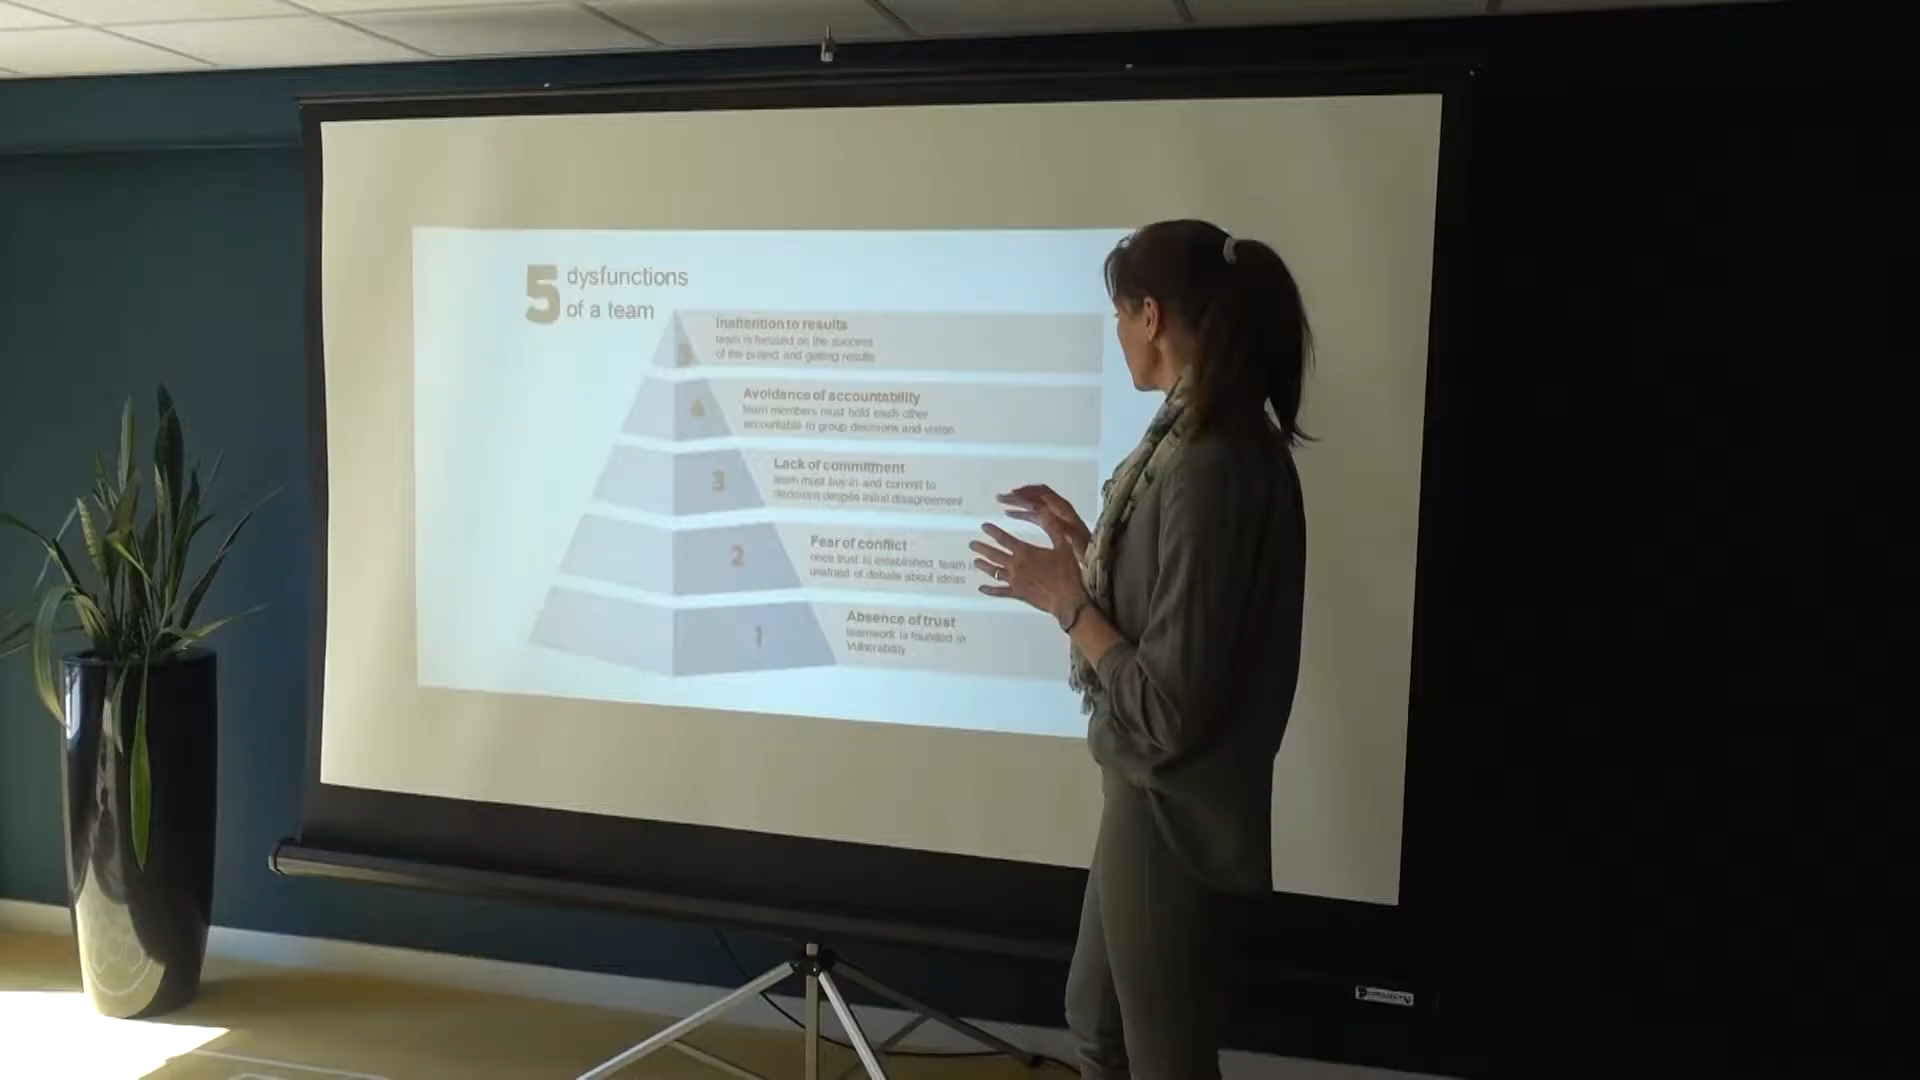 5 dysfunctions
of a team
Inattention to results
team is focused on the success
of the project and getting results
5
Avoidance of accountability
team members must hold each other
accountable to group decisions and vision
4
Lack of commitment
team must buy in and commit to
decisions despite initial disagreement
3
Fear of conflict
once trust is established, team
unafraid of debate about ideas
2
Absence of trust
teamwork is founded in
Vulnerability
1